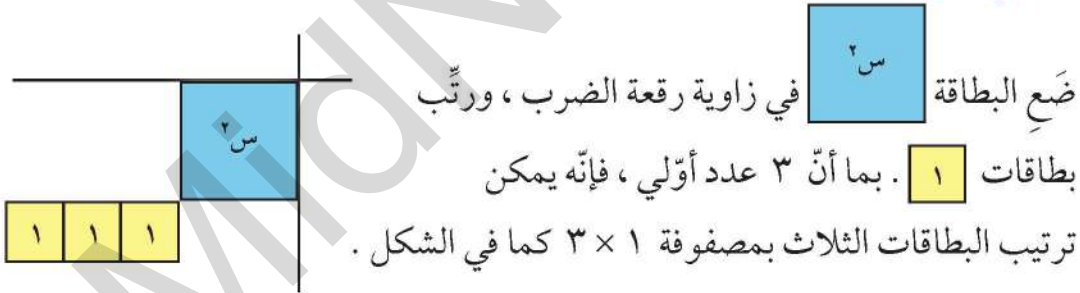 ضَعِ البطاقة س٢ في زاوية رقعة الضرب ، ورتِّب
بطاقات ١ . بما أنّ ٣ عدد أوّلي ، فإنّه يمكن
ترتيب البطاقات الثلاث بمصفوفة ١ × ٣ كما في الشكل .
س٢
١ ١ ١